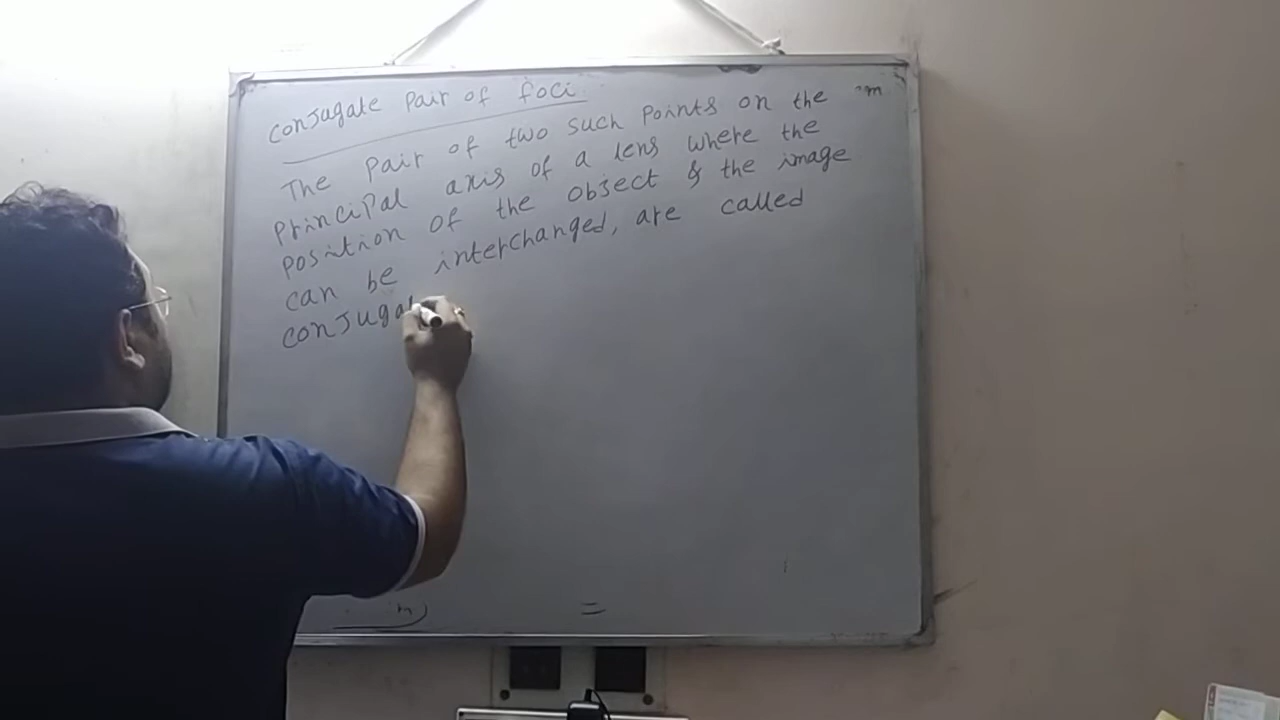 conjugate Pair of foci
m
The Pair of two such Points on the
PrinciPal axis of a lens where the
Position of the object & the image
can be interchanged, are called
conjuga
=